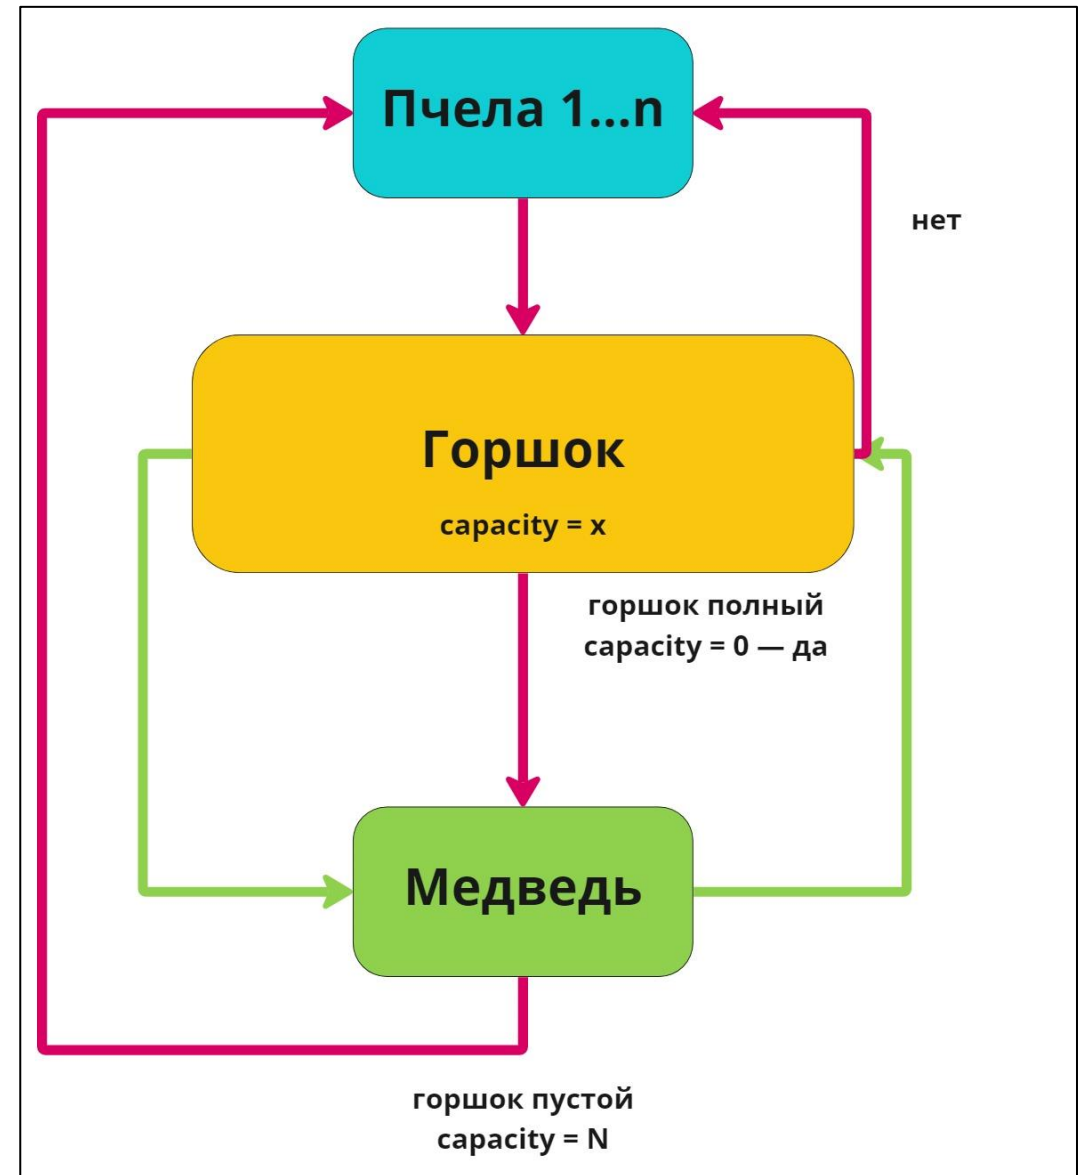 Пчела 1...n
нет
Горшок
capacity = x
горшок полный
capacity = 0 — да
Медведь
горшок пустой
capacity = N